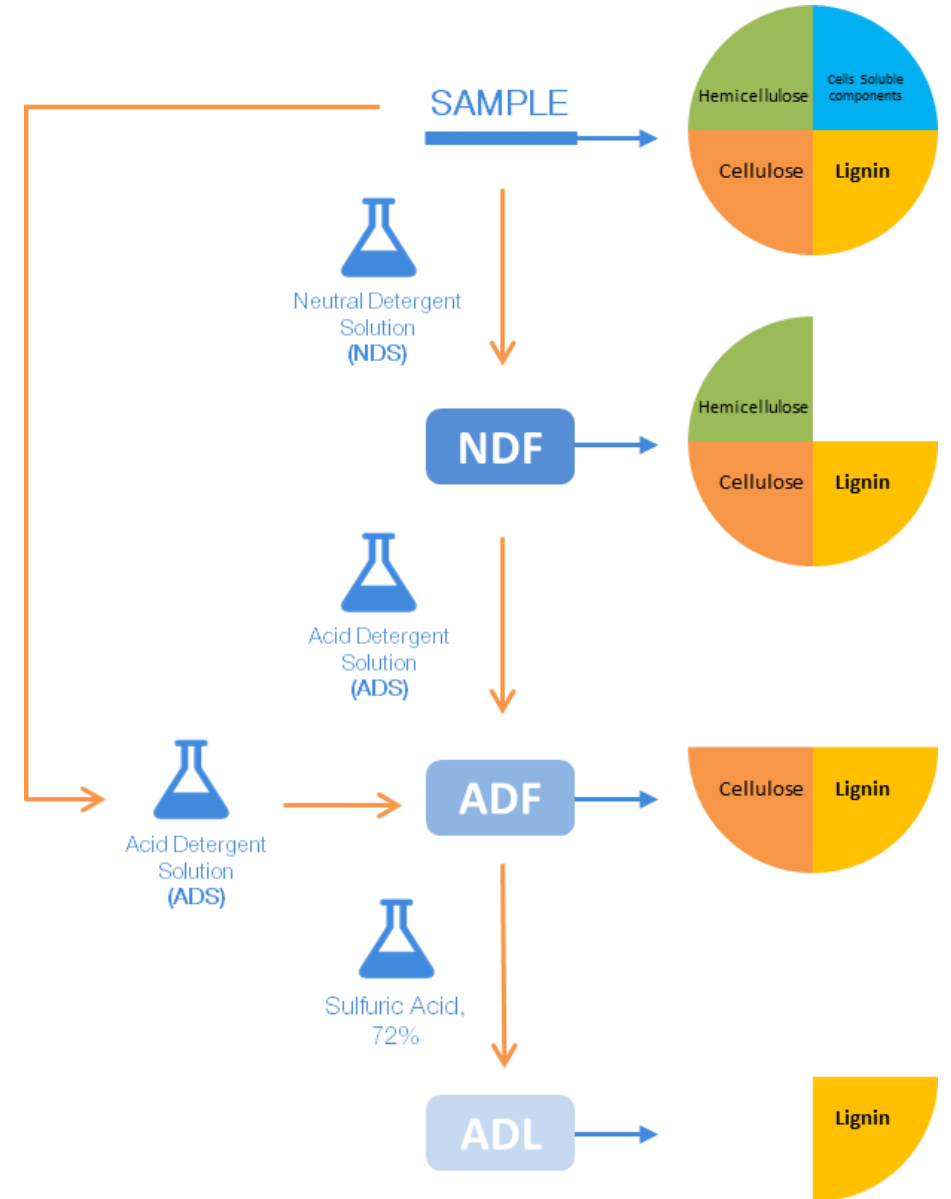 SAMPLE
Hemicellulose
Cells Soluble
components
Cellulose
Lignin
Neutral Detergent
Solution
(NDS)
NDF
Hemicellulose
Cellulose
Lignin
Acid Detergent
Solution
(ADS)
ADF
Cellulose
Lignin
Acid Detergent
Solution
(ADS)
Sulfuric Acid,
72%
ADL
Lignin